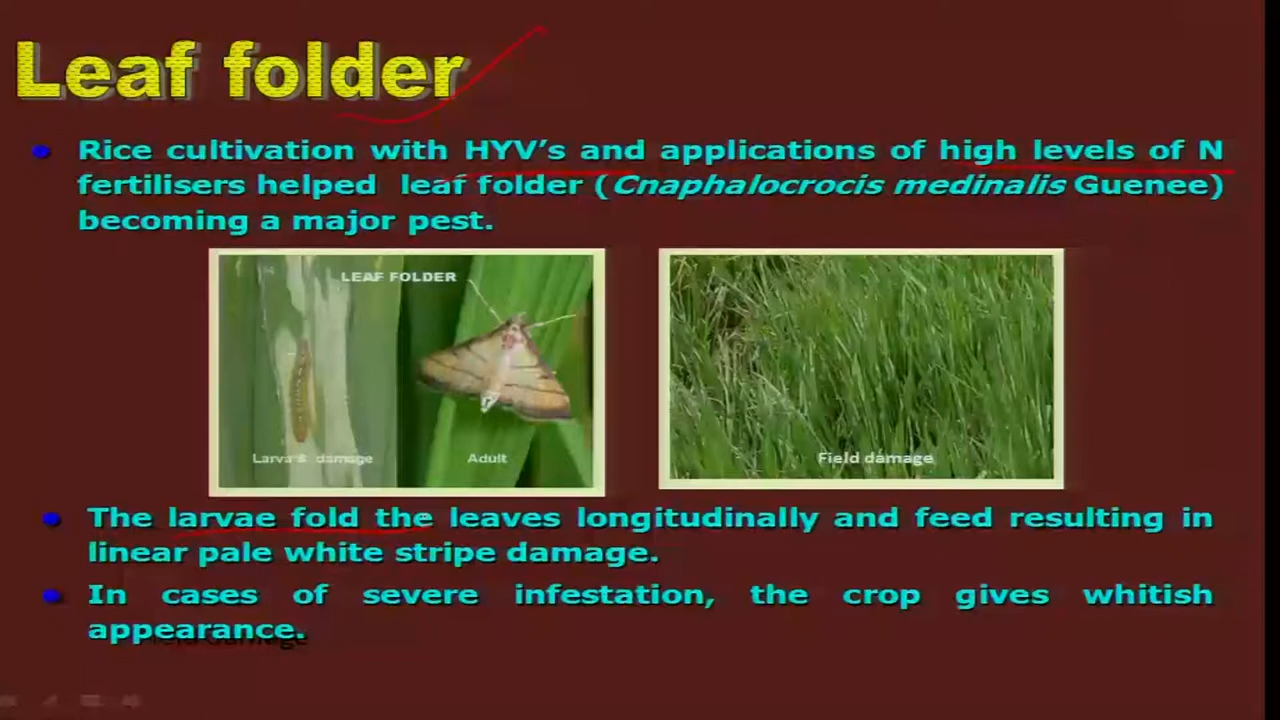 Leaf folder
Rice cultivation with HYV's and applications of high levels of N
fertilisers helped leaf folder (Cnaphalocrocis medinalis Guenee)
becoming a major pest.
LEAF FOLDER
Larva & damage
Adult
Field damage
The larvae fold the leaves longitudinally and feed resulting in
linear pale white stripe damage.
In cases of severe infestation, the crop gives whitish
appearance.